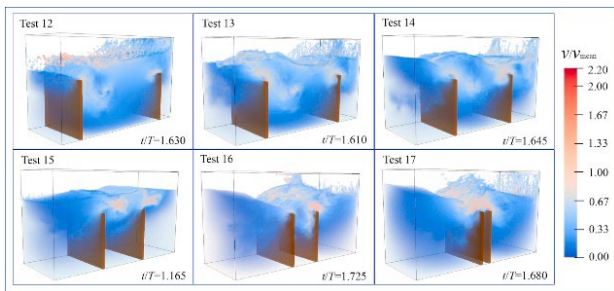 Test 12
t/T=1.630
Test 13
t/T=1.610
Test 14
t/T=1.645
Test 15
t/T=1.165
Test 16
t/T=1.725
Test 17
t/T=1.680
V/Vmean
2.20
2.00
1.67
1.33
1.00
0.67
0.33
0.00